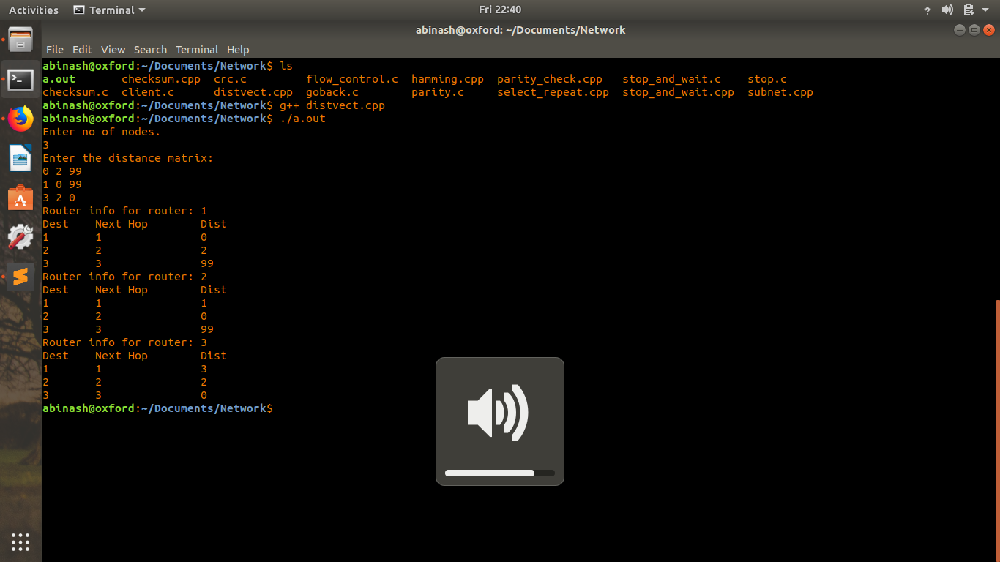 Activities Terminal Fri 22:40 ?
abinash@oxford: ~/Documents/Network
File Edit View Search Terminal Help
abinash@oxford:~/Documents/Network$ ls
a.out checksum.cpp crc.c flow_control.c hamming.cpp parity_check.cpp stop_and_wait.c stop.c
checksum.c client.c distvect.cpp goback.c parity.c select_repeat.cpp stop_and_wait.cpp subnet.cpp
abinash@oxford:~/Documents/Network$ g++ distvect.cpp
abinash@oxford:~/Documents/Network$ ./a.out
Enter no of nodes.
3
Enter the distance matrix:
0 2 99
1 0 99
3 2 0
Router info for router: 1
Dest Next Hop Dist
1 1 0
2 2 2
3 3 99
Router info for router: 2
Dest Next Hop Dist
1 1 1
2 2 0
3 3 99
Router info for router: 3
Dest Next Hop Dist
1 1 3
2 2 2
3 3 0
abinash@oxford:~/Documents/Network$